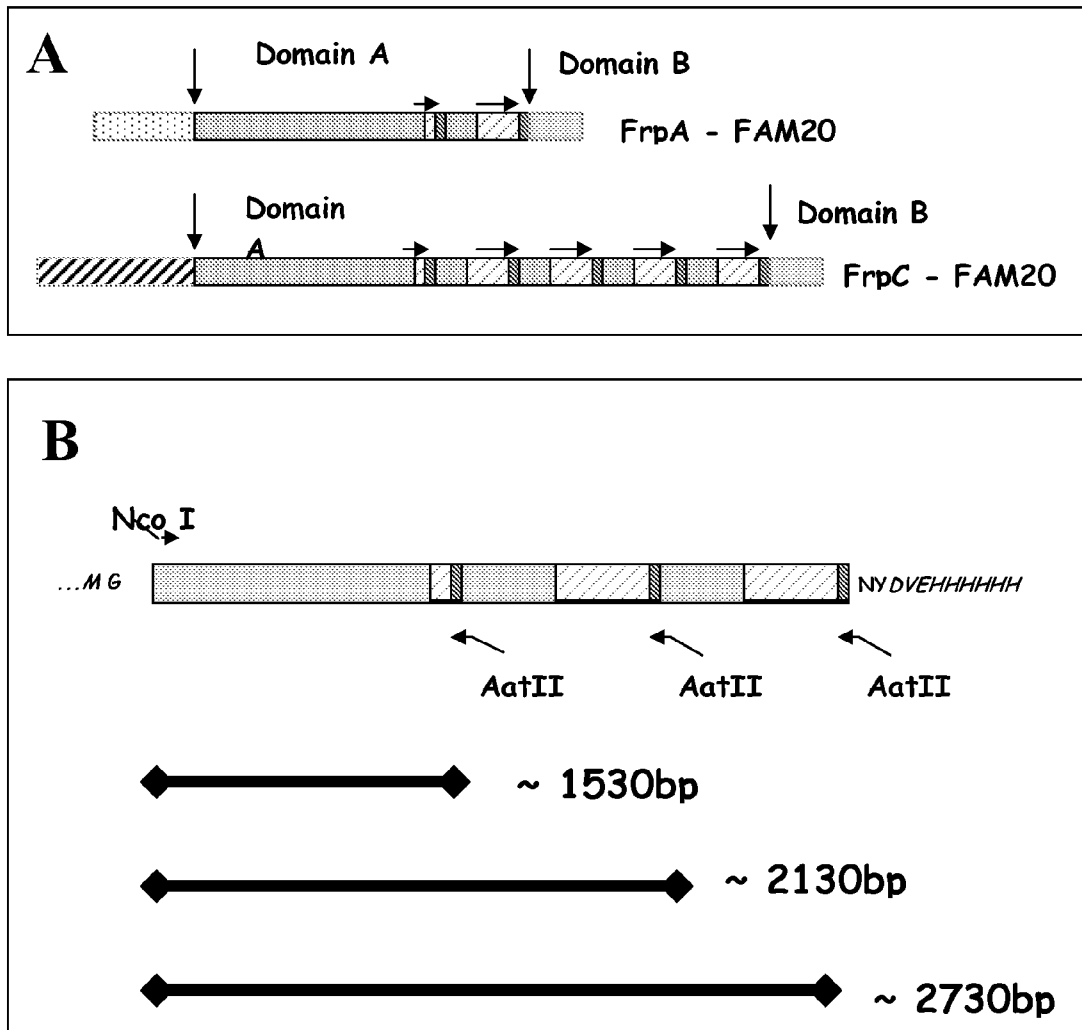 A
Domain A
Domain B
FrpA - FAM20
Domain
A
Domain B
FrpC - FAM20
B
Nco I
...M G
NYDVEHHHHHH
AatII
AatII
AatII
~ 1530bp
~ 2130bp
~ 2730bp